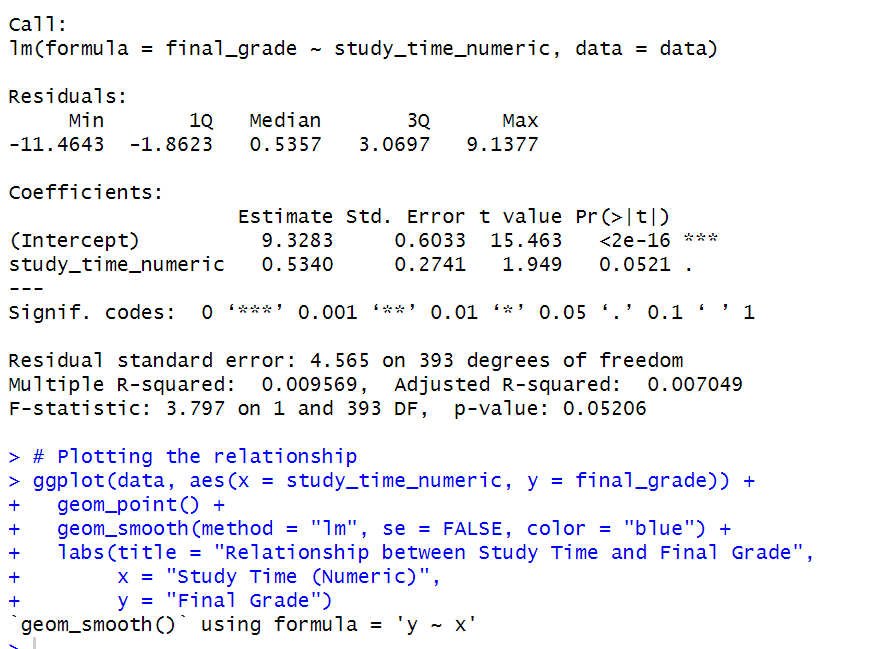 Call:
lm(formula = final_grade ~ study_time_numeric, data = data)
Residuals:
     Min       1Q   Median       3Q      Max
-11.4643  -1.8623   0.5357   3.0697   9.1377
Coefficients:
                   Estimate Std. Error t value Pr(>|t|)
(Intercept)          9.3283     0.6033  15.463   <2e-16 ***
study_time_numeric   0.5340     0.2741   1.949   0.0521 .
---
Signif. codes:  0 ‘***’ 0.001 ‘**’ 0.01 ‘*’ 0.05 ‘.’ 0.1 ‘ ’ 1
Residual standard error: 4.565 on 393 degrees of freedom
Multiple R-squared:  0.009569,  Adjusted R-squared:  0.007049
F-statistic: 3.797 on 1 and 393 DF,  p-value: 0.05206
> # Plotting the relationship
> ggplot(data, aes(x = study_time_numeric, y = final_grade)) +
+   geom_point() +
+   geom_smooth(method = "lm", se = FALSE, color = "blue") +
+   labs(title = "Relationship between Study Time and Final Grade",
+        x = "Study Time (Numeric)",
+        y = "Final Grade")
`geom_smooth()` using formula = 'y ~ x'
>